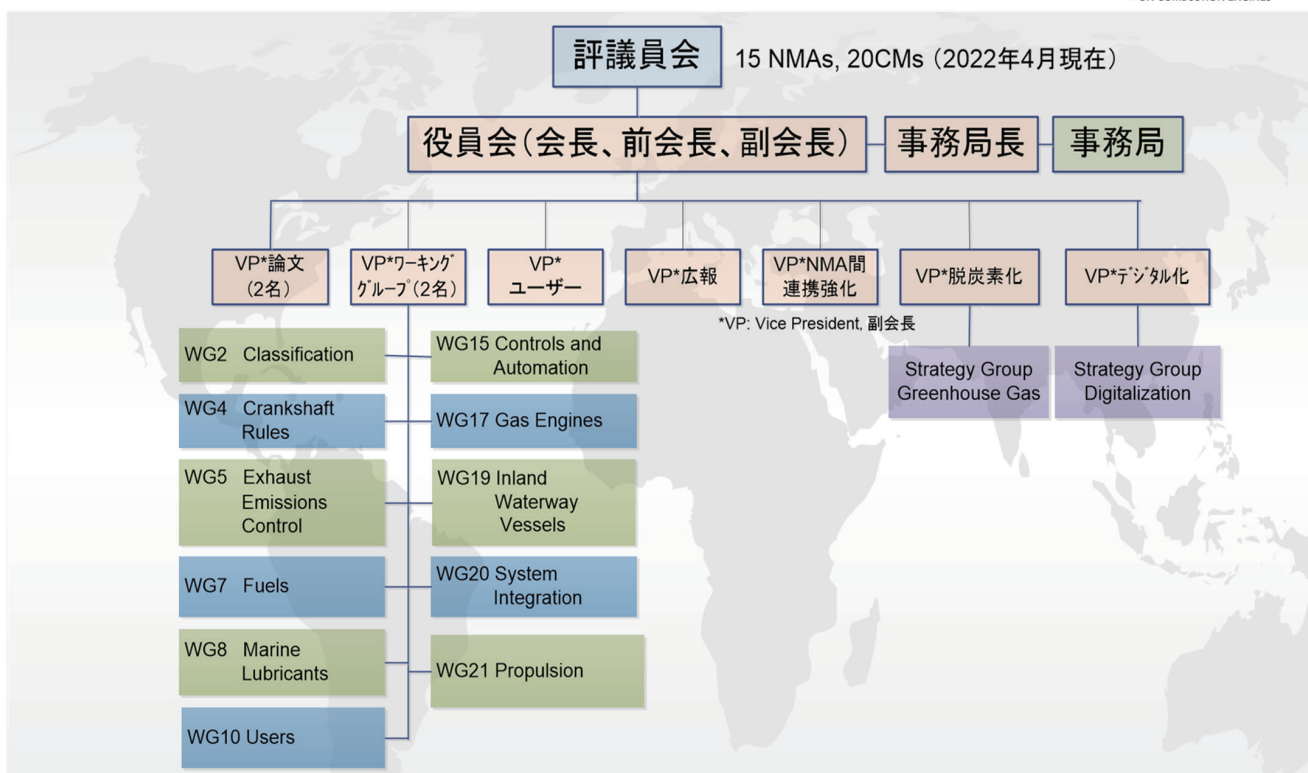 評議員会
15 NMAs, 20CMs（2022年4月現在）
役員会（会長、前会長、副会長）
事務局長
事務局
VP*論文
(2名)
VP*ワーキング
グループ(2名)
VP*
ユーザー
VP*広報
VP*NMA間
連携強化
VP*脱炭素化
VP*デジタル化
*VP: Vice President, 副会長
WG2 Classification
WG4 Crankshaft
Rules
WG5 Exhaust
Emissions
Control
WG7 Fuels
WG8 Marine
Lubricants
WG10 Users
WG15 Controls and
Automation
WG17 Gas Engines
WG19 Inland
Waterway
Vessels
WG20 System
Integration
WG21 Propulsion
Strategy Group
Greenhouse Gas
Strategy Group
Digitalization